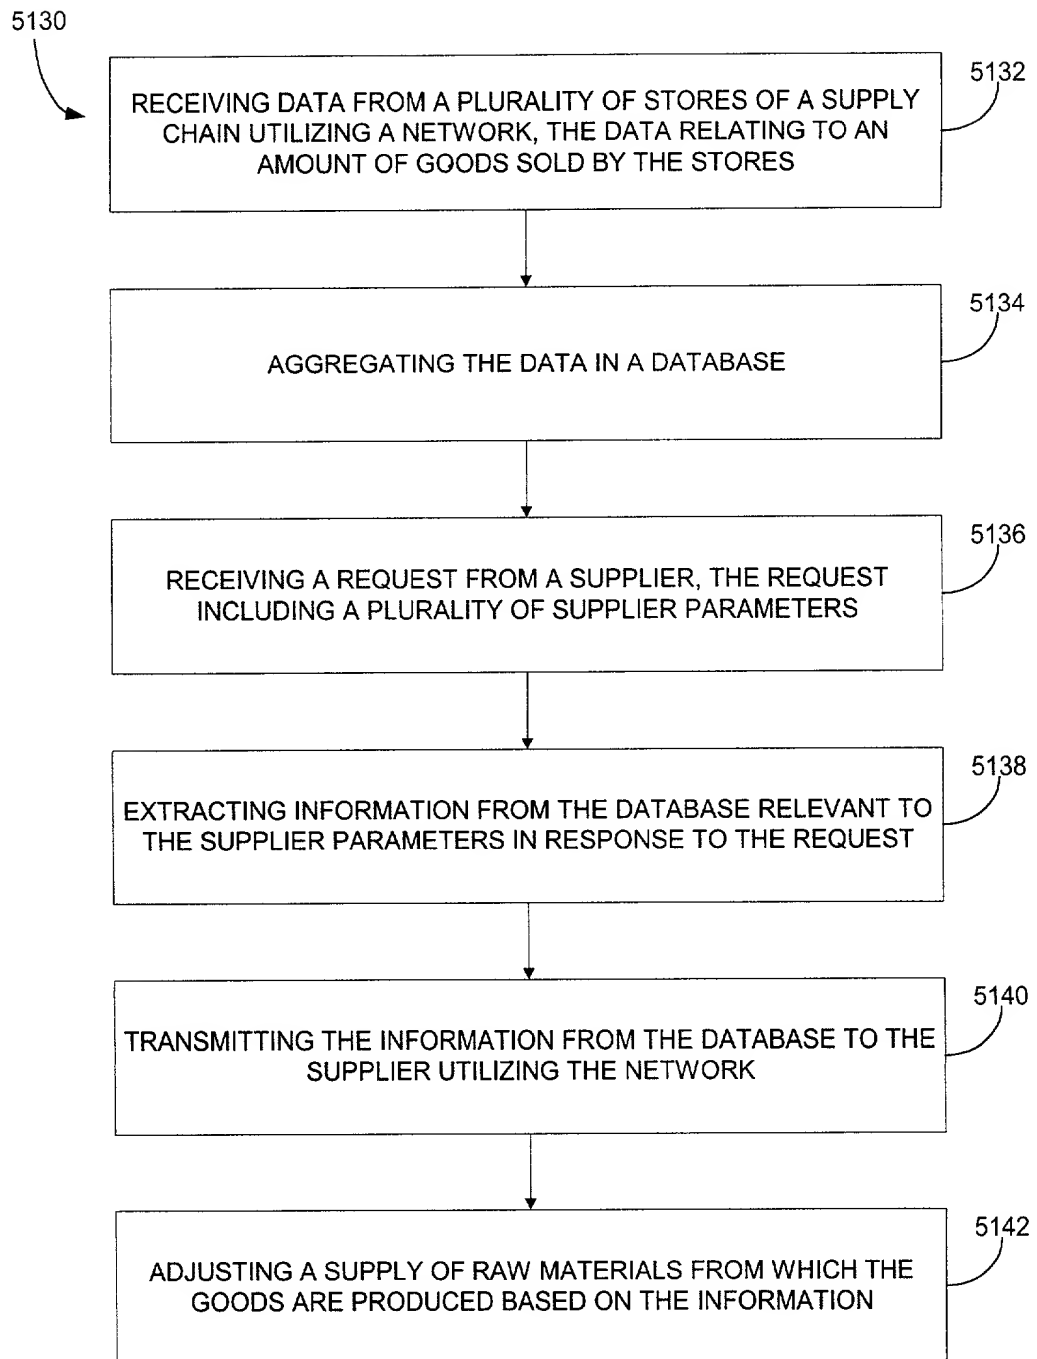 5130
5132
RECEIVING DATA FROM A PLURALITY OF STORES OF A SUPPLY
CHAIN UTILIZING A NETWORK, THE DATA RELATING TO AN
AMOUNT OF GOODS SOLD BY THE STORES
5134
AGGREGATING THE DATA IN A DATABASE
5136
RECEIVING A REQUEST FROM A SUPPLIER, THE REQUEST
INCLUDING A PLURALITY OF SUPPLIER PARAMETERS
5138
EXTRACTING INFORMATION FROM THE DATABASE RELEVANT TO
THE SUPPLIER PARAMETERS IN RESPONSE TO THE REQUEST
5140
TRANSMITTING THE INFORMATION FROM THE DATABASE TO THE
SUPPLIER UTILIZING THE NETWORK
5142
ADJUSTING A SUPPLY OF RAW MATERIALS FROM WHICH THE
GOODS ARE PRODUCED BASED ON THE INFORMATION